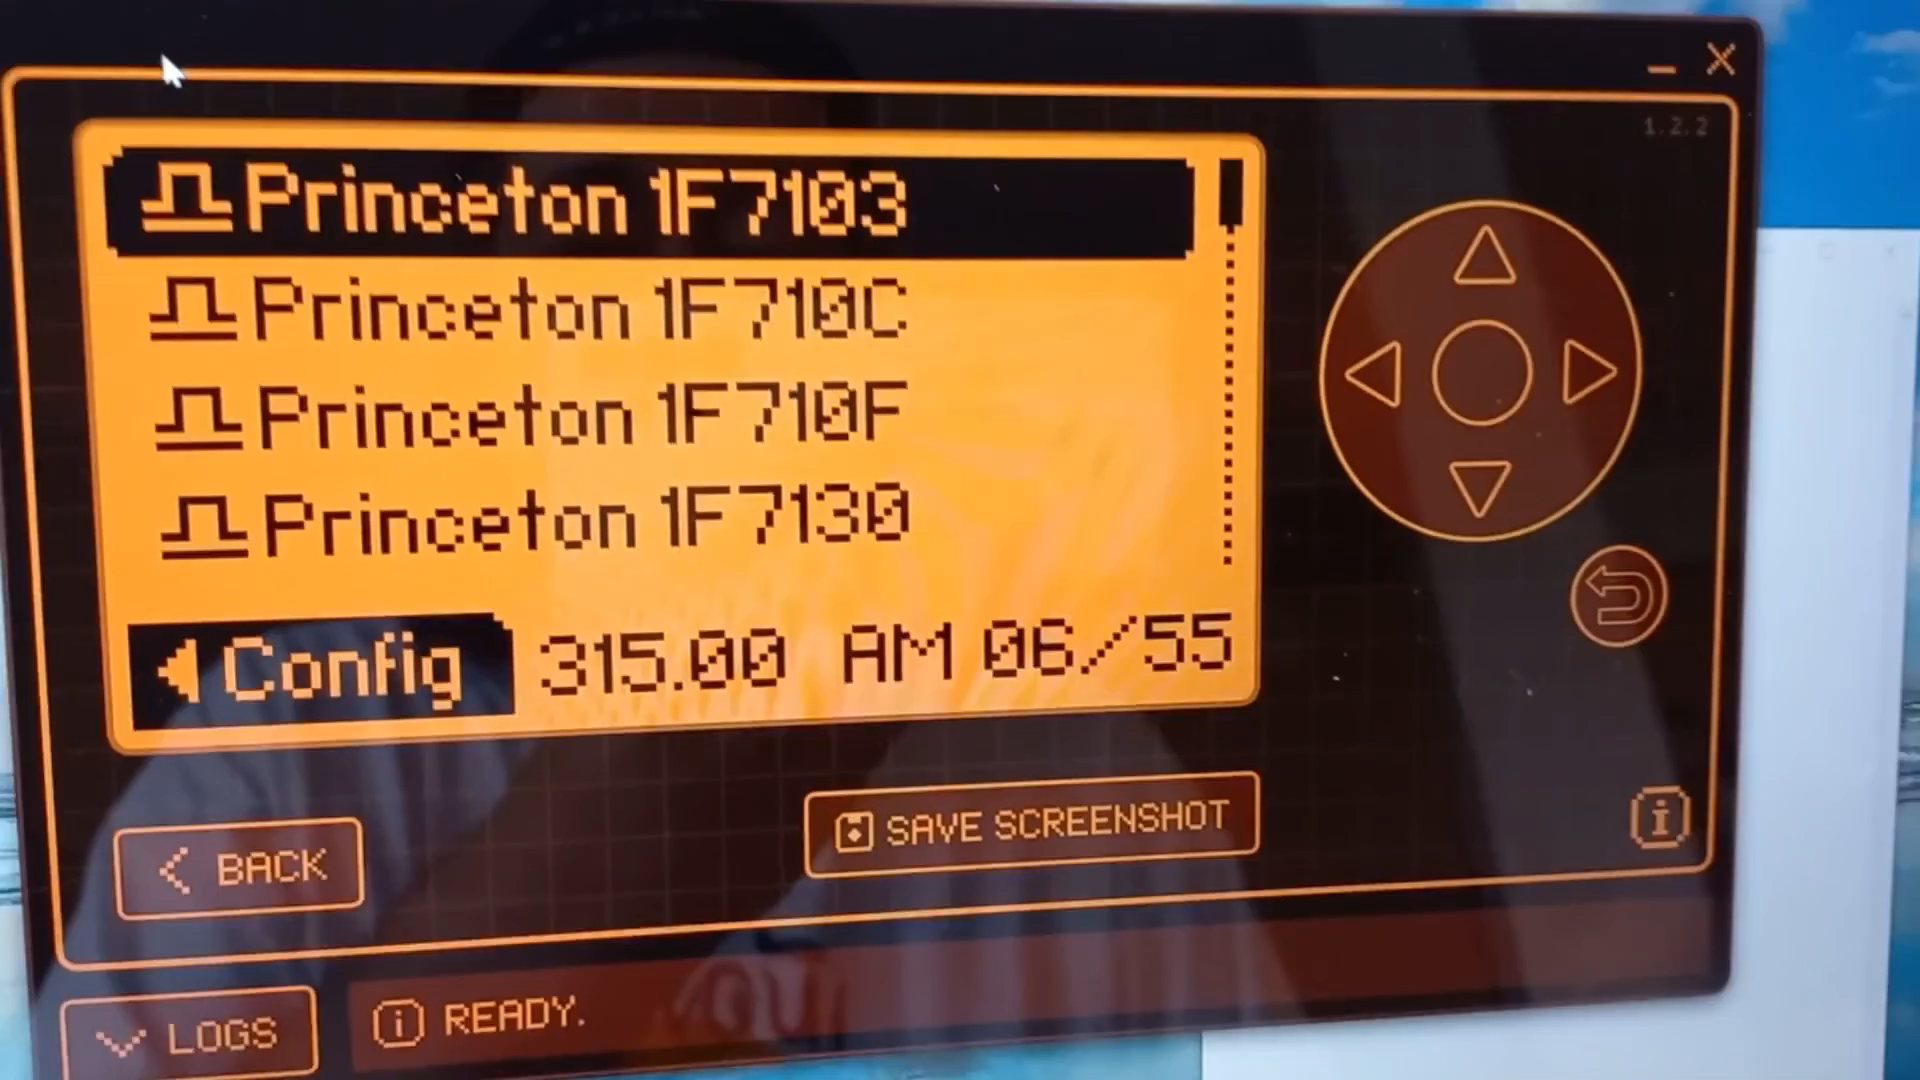 1.2.2
Princeton 1F7103
Princeton 1F710C
Princeton 1F710F
Princeton 1F7130
Config 315.00 AM 06/55
SAVE SCREENSHOT
BACK
LOGS
READY.